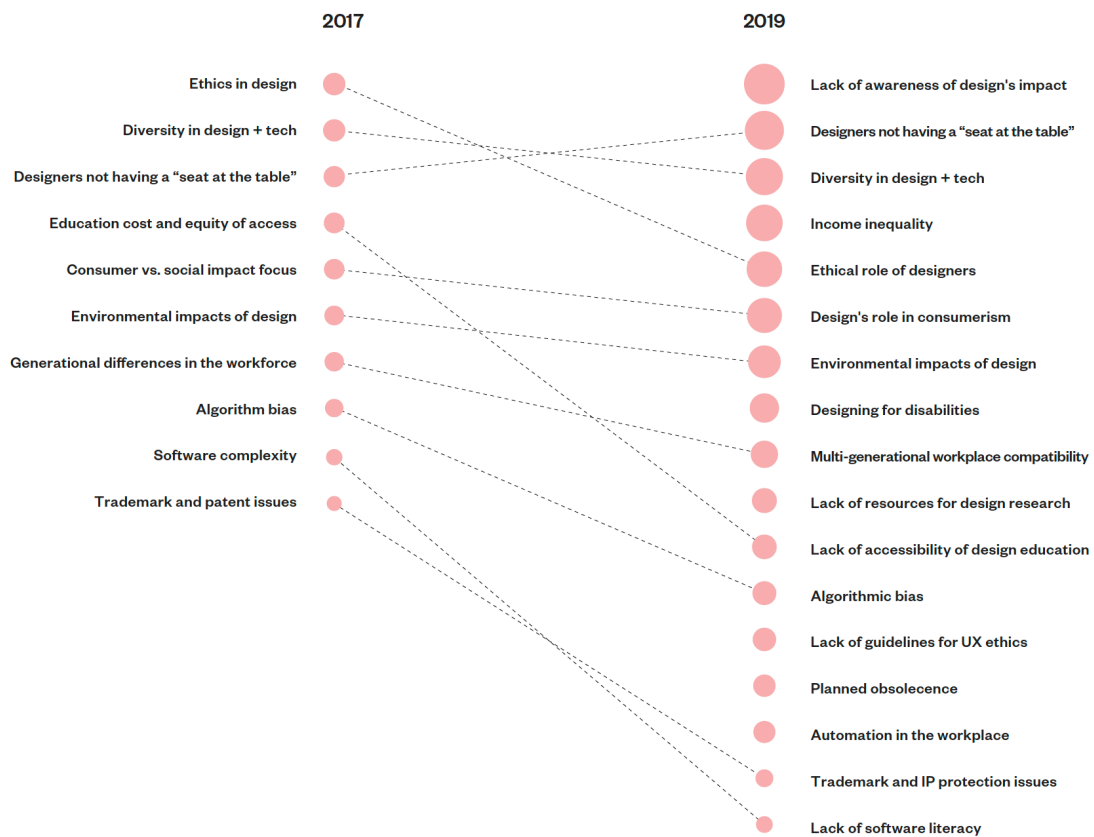 2017
2019
Ethics in design
Diversity in design + tech
Designers not having a “seat at the table”
Education cost and equity of access
Consumer vs. social impact focus
Environmental impacts of design
Generational differences in the workforce
Algorithm bias
Software complexity
Trademark and patent issues
Lack of awareness of design's impact
Designers not having a “seat at the table”
Diversity in design + tech
Income inequality
Ethical role of designers
Design's role in consumerism
Environmental impacts of design
Designing for disabilities
Multi-generational workplace compatibility
Lack of resources for design research
Lack of accessibility of design education
Algorithmic bias
Lack of guidelines for UX ethics
Planned obsolecence
Automation in the workplace
Trademark and IP protection issues
Lack of software literacy